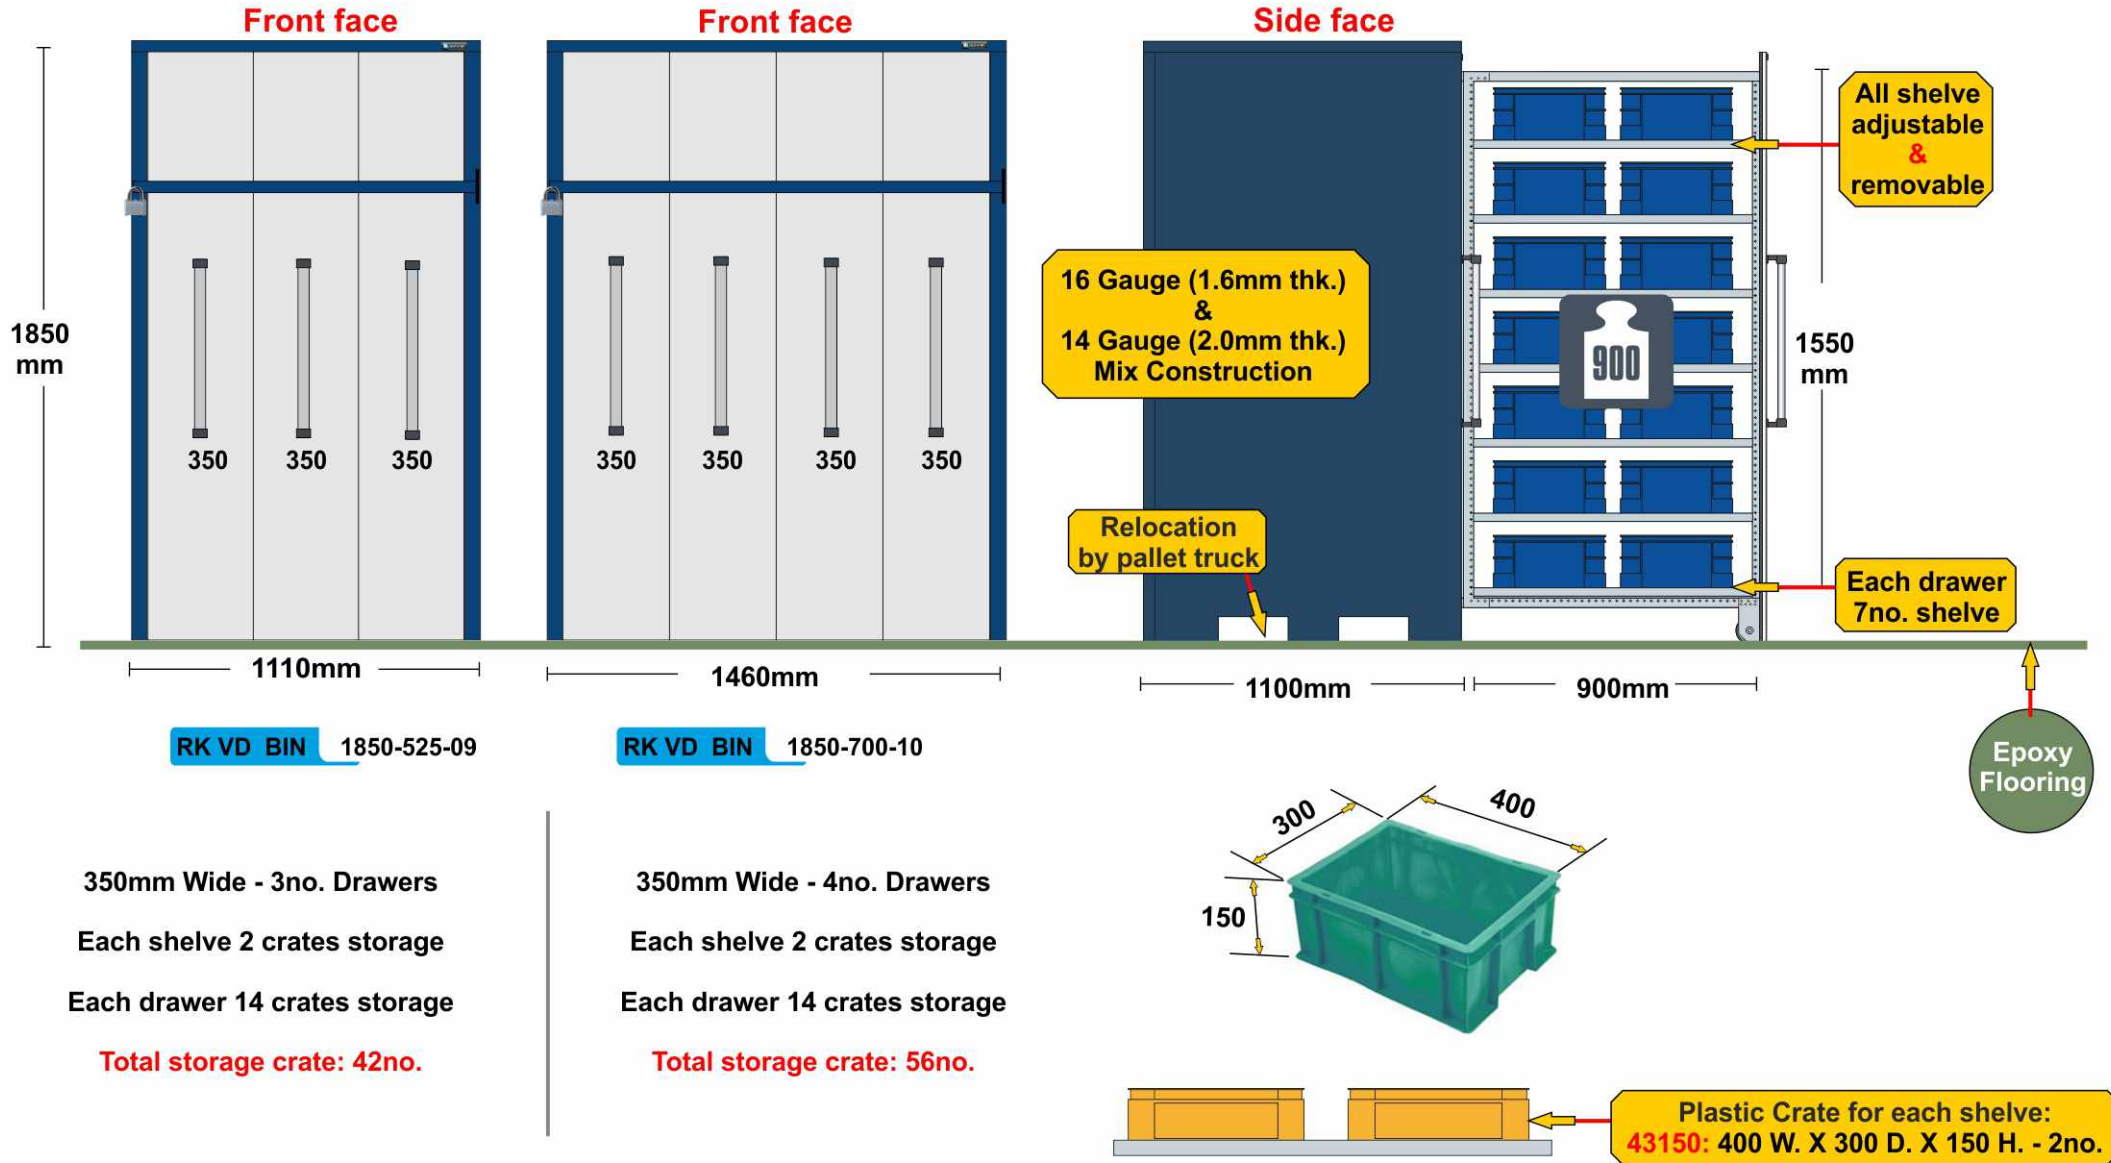 Front face
Front face
Side face
1850
mm
350
350
350
350
350
350
350
1110mm
1460mm
16 Gauge (1.6mm thk.)
&
14 Gauge (2.0mm thk.)
Mix Construction
Relocation
by pallet truck
900
All shelve
adjustable
&
removable
1550
mm
Each drawer
7no. shelve
1100mm
900mm
Epoxy
Flooring
RK VD BIN 1850-525-09
RK VD BIN 1850-700-10
350mm Wide - 3no. Drawers
Each shelve 2 crates storage
Each drawer 14 crates storage
Total storage crate: 42no.
350mm Wide - 4no. Drawers
Each shelve 2 crates storage
Each drawer 14 crates storage
Total storage crate: 56no.
300
400
150
Plastic Crate for each shelve:
43150: 400 W. X 300 D. X 150 H. - 2no.